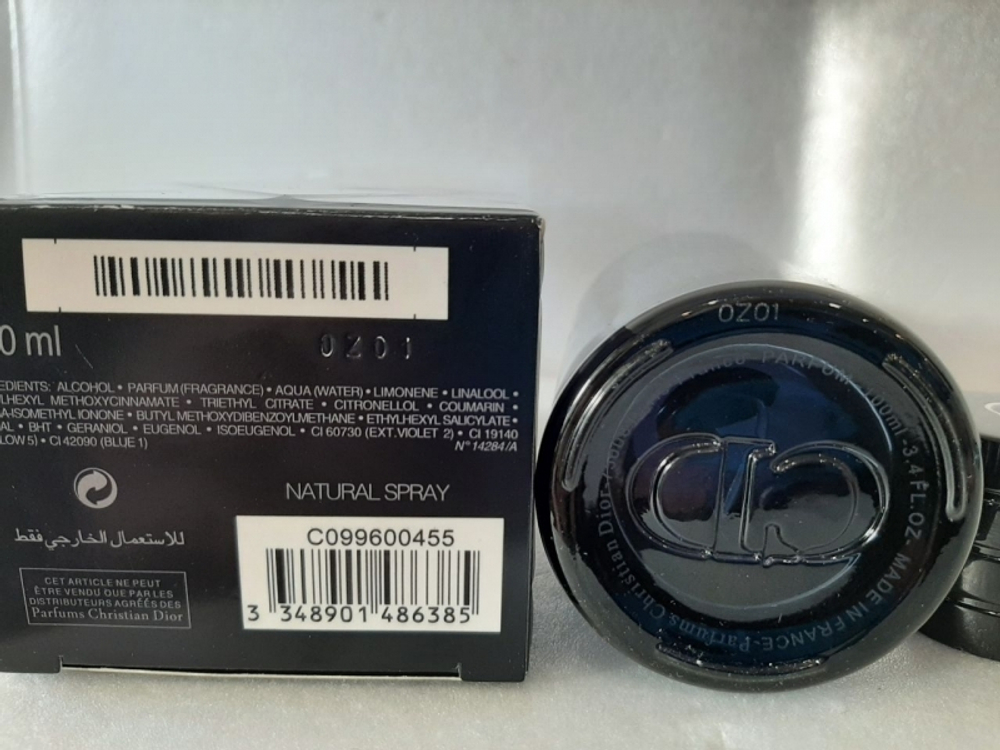 0 ml
0Z01
EDIENTS: ALCOHOL • PARFUM (FRAGRANCE) • AQUA (WATER) • LIMONENE • LINALOOL •
YLHEXYL METHOXYCINNAMATE • TRIETHYL CITRATE • CITRONELLOL • COUMARIN •
A-ISOMETHYL IONONE • BUTYL METHOXYDIBENZOYLMETHANE • ETHYLHEXYL SALICYLATE •
AL • BHT • GERANIOL • EUGENOL • ISOEUGENOL • CI 60730 (EXT.VIOLET 2) • CI 19140
LOW 5) • CI 42090 (BLUE 1)
N° 14284/A
NATURAL SPRAY
للاستعمال الخارجي فقط
CET ARTICLE NE PEUT
ÊTRE VENDU QUE PAR LES
DISTRIBUTEURS AGRÉÉS DES
Parfums Christian Dior
C099600455
3 348901 486385
0Z01
PARFUM 100ml - 3.4 FL.OZ - MADE IN FRANCE - Parfums Christian Dior
CD